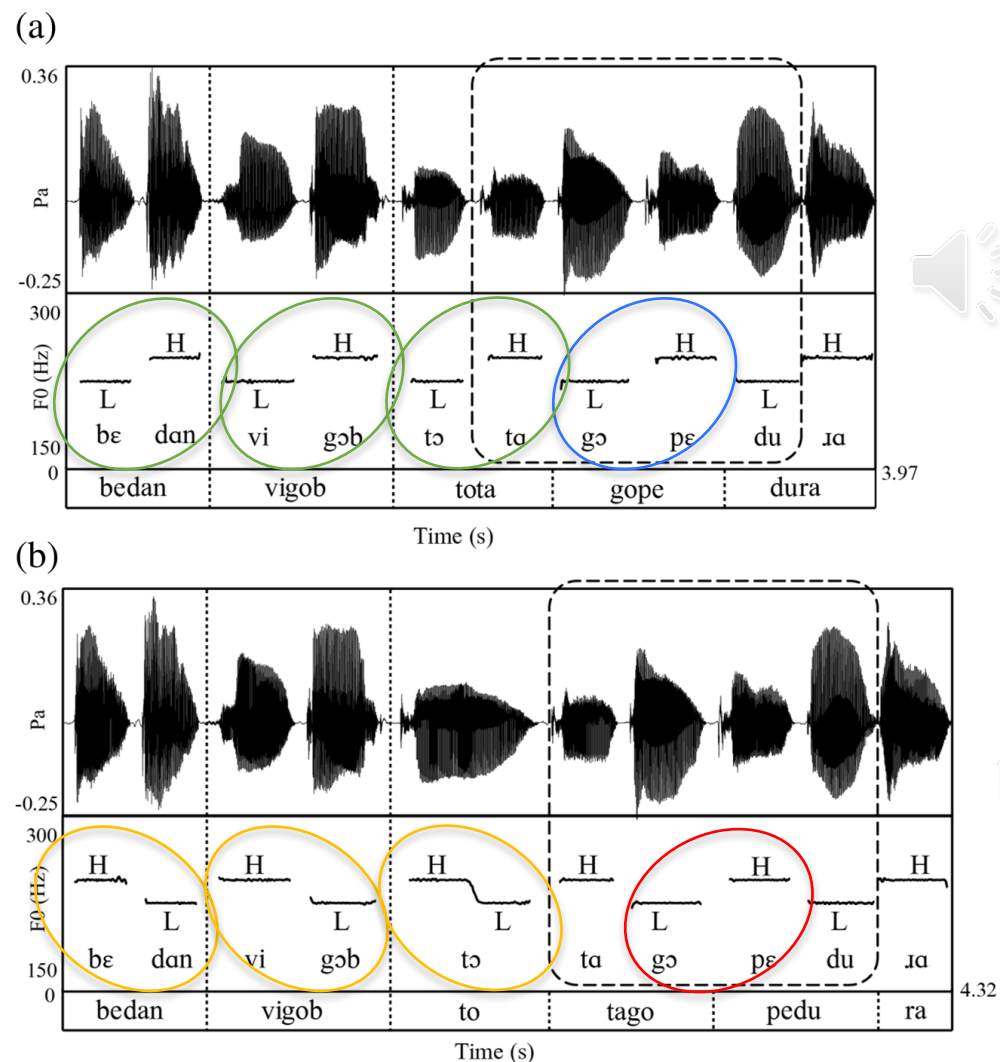 (a)
0.36
Pa
-0.25
300
F0 (Hz)
150
0
H H H H H
L L L L L
bɛ dɑn vi gɔb tɔ tɑ gɔ pɛ du ɹɑ
3.97
bedan vigob tota gope dura
Time (s)
(b)
0.36
Pa
-0.25
300
F0 (Hz)
150
0
H H H H H H
L L L L L
bɛ dɑn vi gɔb tɔ tɑ gɔ pɛ du ɹɑ
4.32
bedan vigob to tago pedu ra
Time (s)